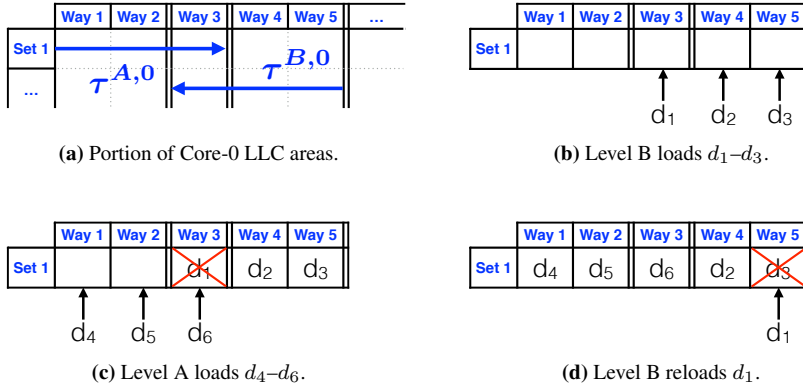 Way 1 Way 2 Way 3 Way 4 Way 5 ...
Set 1
...
τ^{A,0} τ^{B,0}
(a) Portion of Core-0 LLC areas.
Way 1 Way 2 Way 3 Way 4 Way 5
Set 1
d₁ d₂ d₃
(b) Level B loads d₁–d₃.
Way 1 Way 2 Way 3 Way 4 Way 5
Set 1 d₁ d₂ d₃
d₄ d₅ d₆
(c) Level A loads d₄–d₆.
Way 1 Way 2 Way 3 Way 4 Way 5
Set 1 d₄ d₅ d₆ d₂ d₃
d₁
(d) Level B reloads d₁.